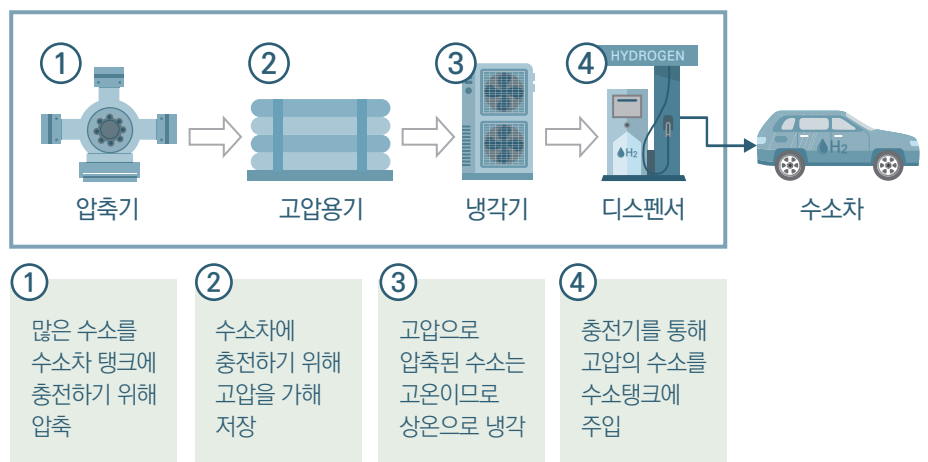 1
2
3
4
HYDROGEN
H2
H2
압축기
고압용기
냉각기
디스펜서
수소차
1
많은 수소를
수소차 탱크에
충전하기 위해
압축
2
수소차에
충전하기 위해
고압을 가해
저장
3
고압으로
압축된 수소는
고온이므로
상온으로 냉각
4
충전기를 통해
고압의 수소를
수소탱크에
주입